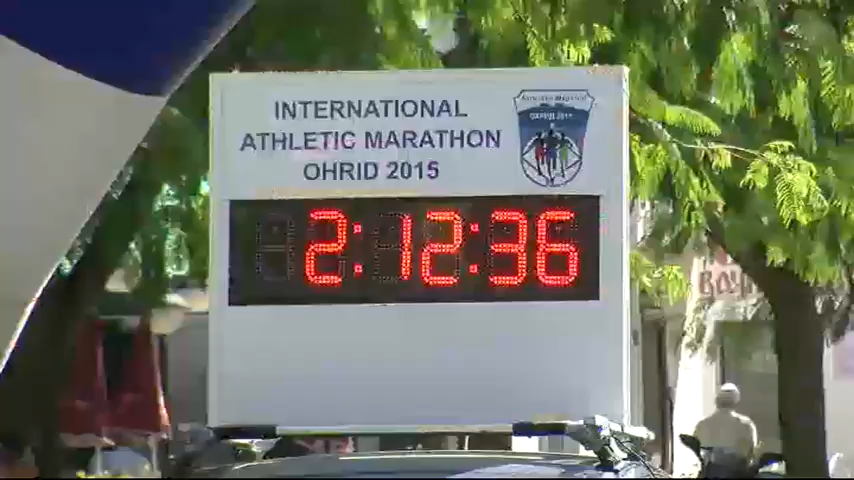 INTERNATIONAL
ATHLETIC MARATHON
OHRID 2015
2:12:36